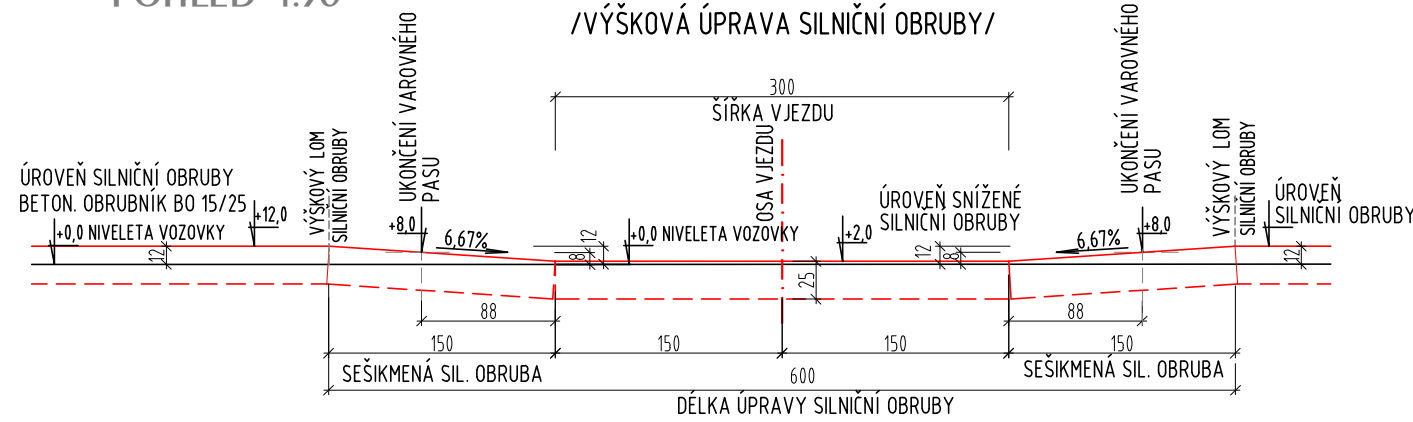 POHLED 1:90
/VÝŠKOVÁ ÚPRAVA SILNIČNÍ OBRUBY/
300
ŠÍŘKA VJEZDU
OSA VJEZDU
ÚROVEŇ SILNIČNÍ OBRUBY
BETON. OBRUBNÍK BO 15/25
+0,0 NIVELETA VOZOVKY
+12,0
12
VÝŠKOVÝ LOM
SILNIČNÍ OBRUBY
UKONČENÍ VAROVNÉHO
PASU
+8,0
6,67%
8
12
+0,0 NIVELETA VOZOVKY
+2,0
ÚROVEŇ SNÍŽENÉ
SILNIČNÍ OBRUBY
12
8
25
6,67%
UKONČENÍ VAROVNÉHO
PASU
+8,0
VÝŠKOVÝ LOM
SILNIČNÍ OBRUBY
ÚROVEŇ
SILNIČNÍ OBRUBY
12
88
88
150
150
150
150
SEŠIKMENÁ SIL. OBRUBA
SEŠIKMENÁ SIL. OBRUBA
600
DÉLKA ÚPRAVY SILNIČNÍ OBRUBY